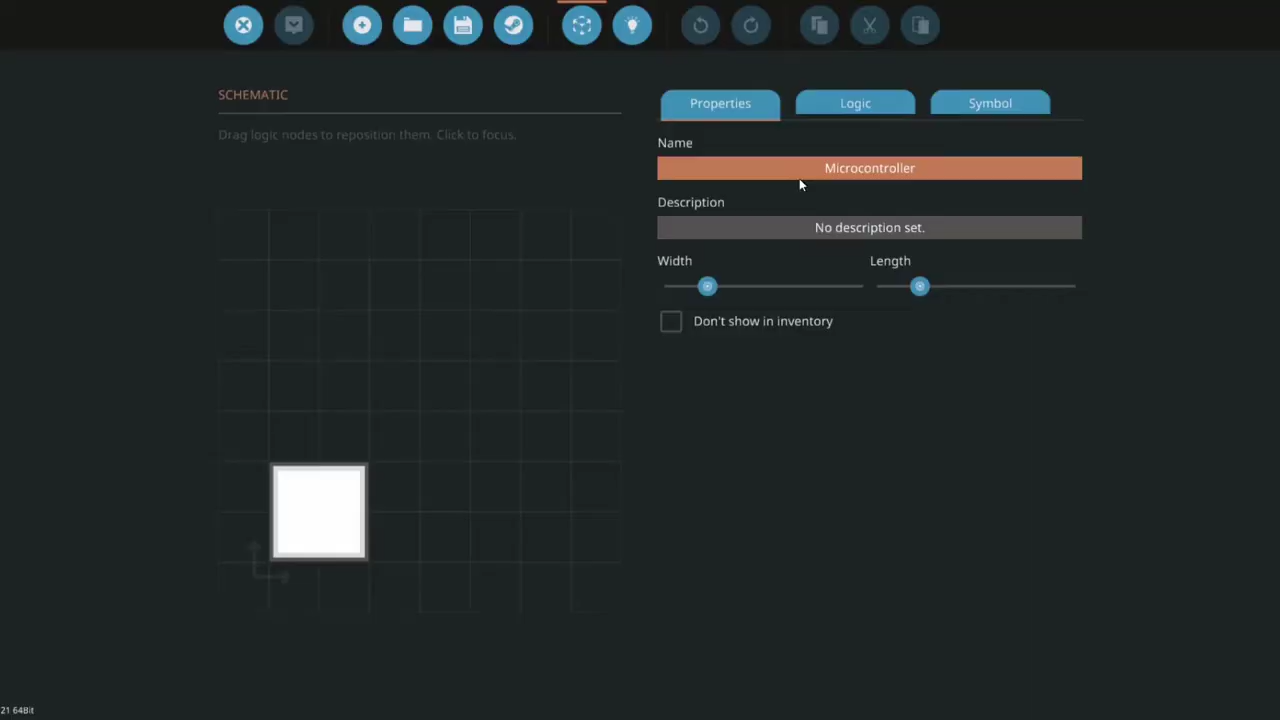 SCHEMATIC
Drag logic nodes to reposition them. Click to focus.
Properties
Logic
Symbol
Name
Microcontroller
Description
No description set.
Width
Length
Don't show in inventory
21 64Bit